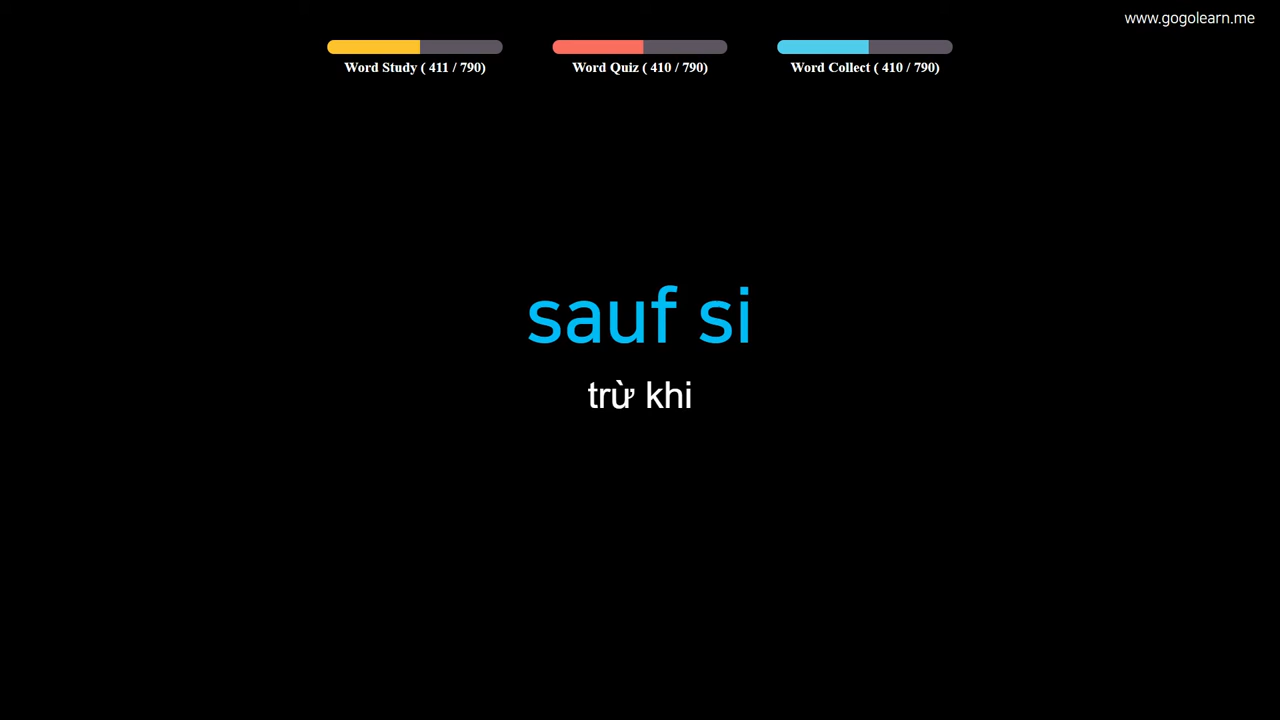 www.gogolearn.me
Word Study ( 411 / 790)
Word Quiz ( 410 / 790)
Word Collect ( 410 / 790)
sauf si
trừ khi